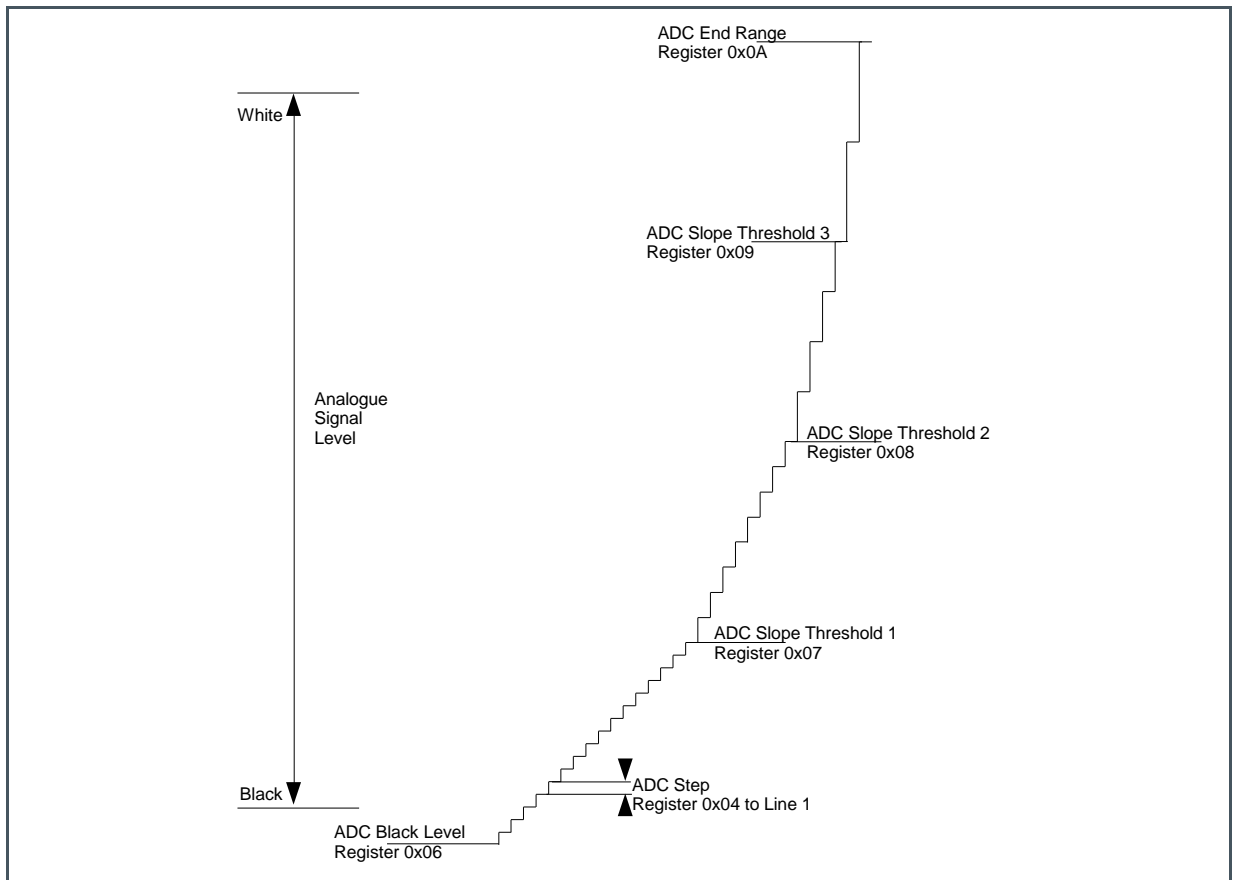 ADC End Range
Register 0x0A
White
ADC Slope Threshold 3
Register 0x09
Analogue
Signal
Level
ADC Slope Threshold 2
Register 0x08
ADC Slope Threshold 1
Register 0x07
ADC Step
Register 0x04 to Line 1
Black
ADC Black Level
Register 0x06